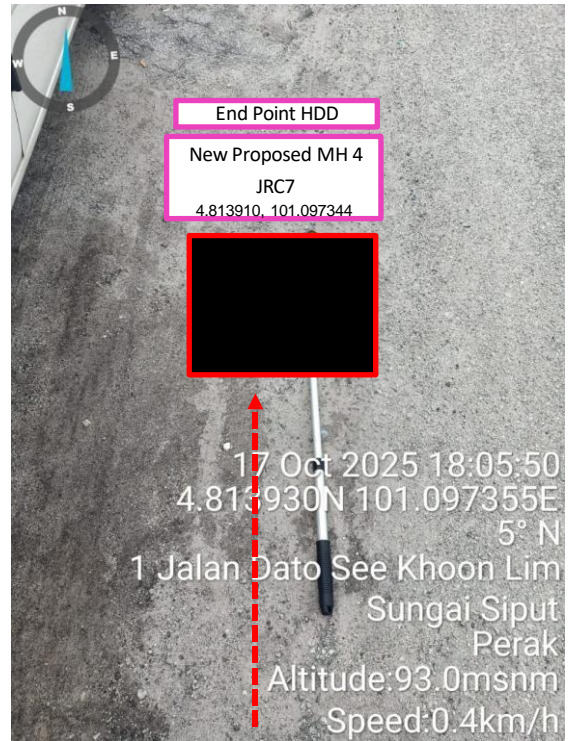 N
W
E
S
End Point HDD
New Proposed MH 4
JRC7
4.813910, 101.097344
17 Oct 2025 18:05:50
4.813930N 101.097355E
5° N
1 Jalan Dato See Khoon Lim
Sungai Siput
Perak
Altitude:93.0msnm
Speed:0.4km/h